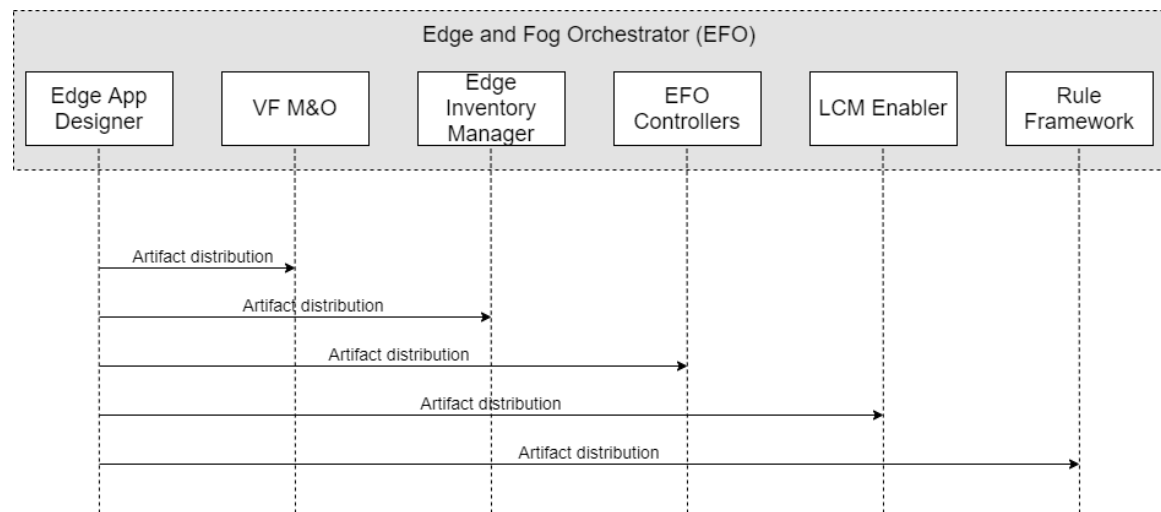 Edge and Fog Orchestrator (EFO)
Edge App
Designer
VF M&O
Edge
Inventory
Manager
EFO
Controllers
LCM Enabler
Rule
Framework
Artifact distribution
Artifact distribution
Artifact distribution
Artifact distribution
Artifact distribution